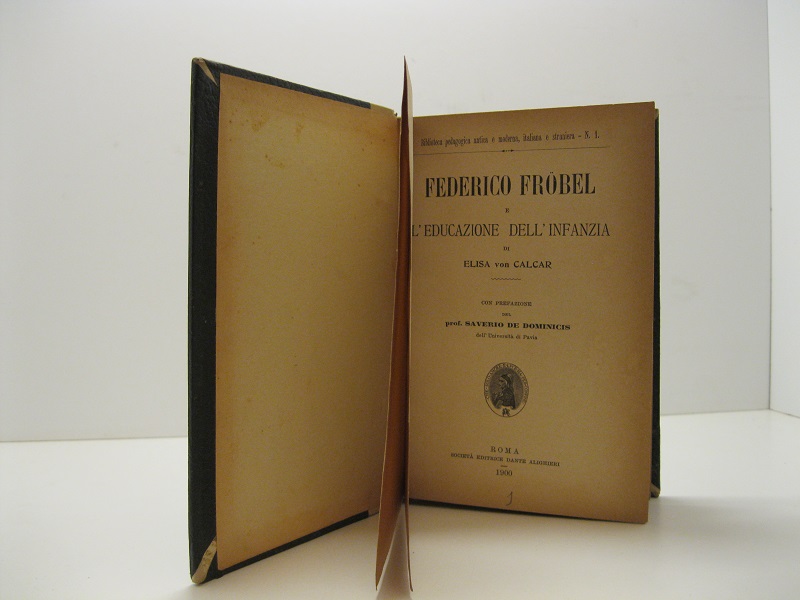 Biblioteca pedagogica antica e moderna, italiana e straniera - N. 1.
FEDERICO FRÖBEL
E
L'EDUCAZIONE DELL'INFANZIA
DI
ELISA von CALCAR
CON PREFAZIONE
DEL
prof. SAVERIO DE DOMINICIS
dell'Università di Pavia
ROMA
SOCIETÀ EDITRICE DANTE ALIGHIERI
1900
1